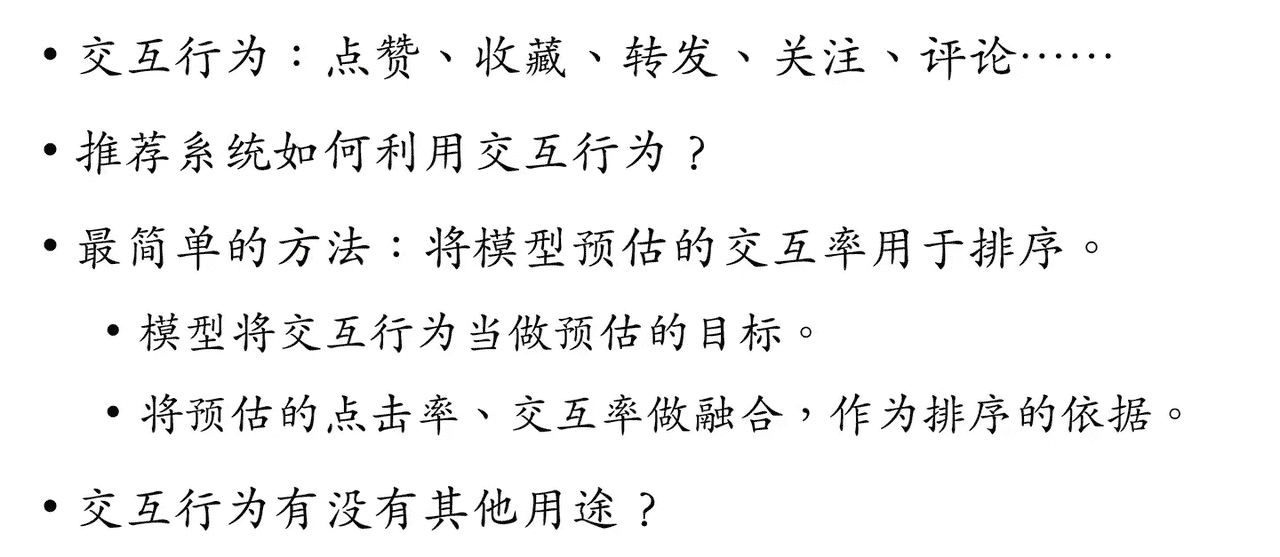 • 交互行为：点赞、收藏、转发、关注、评论……
• 推荐系统如何利用交互行为？
• 最简单的方法：将模型预估的交互率用于排序。
• 模型将交互行为当做预估的目标。
• 将预估的点击率、交互率做融合，作为排序的依据。
• 交互行为有没有其他用途？